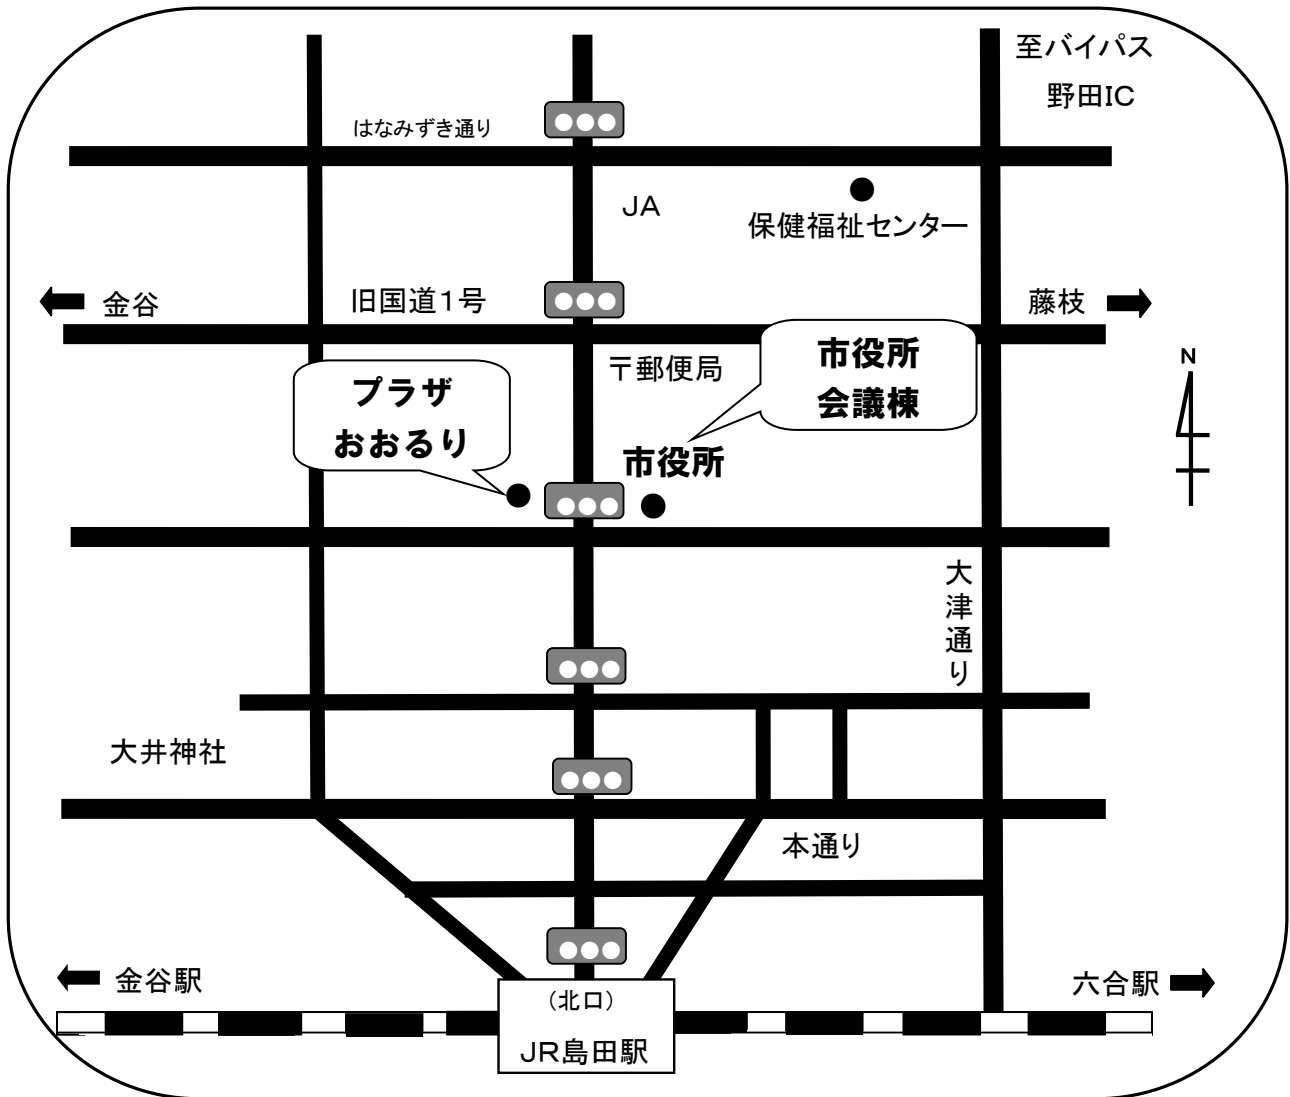 至バイパス
野田IC
はなみずき通り
JA
保健福祉センター
金谷
旧国道1号
藤枝
市役所
会議棟
〒郵便局
N
プラザ
おおるり
市役所
大津通り
大井神社
本通り
金谷駅
(北口)
六合駅
JR島田駅